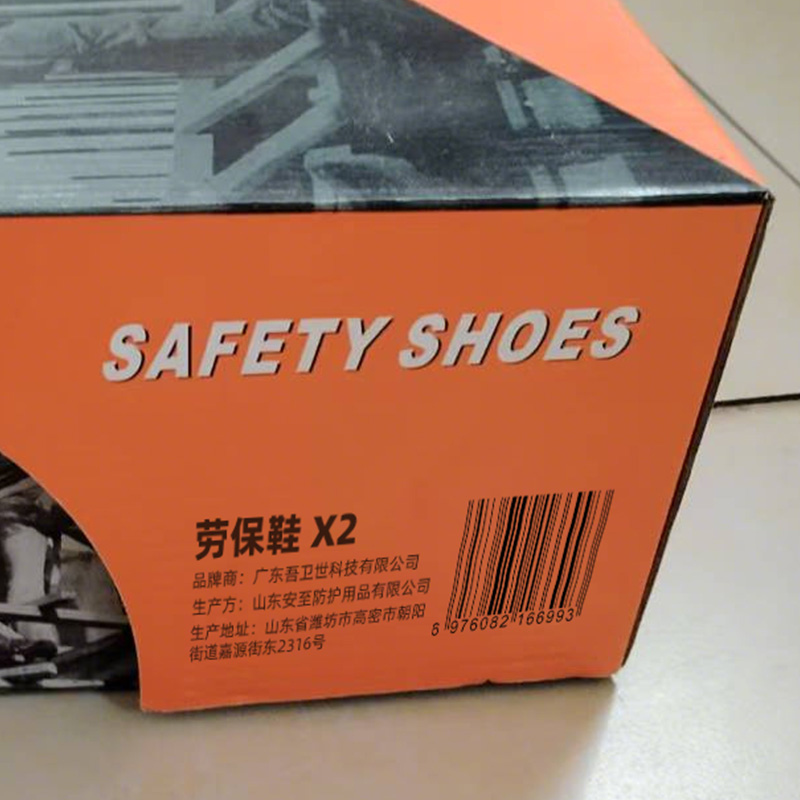 SAFETY SHOES
劳保鞋 X2
品牌商：广东吾卫世科技有限公司
生产方：山东安至防护用品有限公司
生产地址：山东省潍坊市高密市朝阳
街道嘉源街东2316号
6 976082 166993